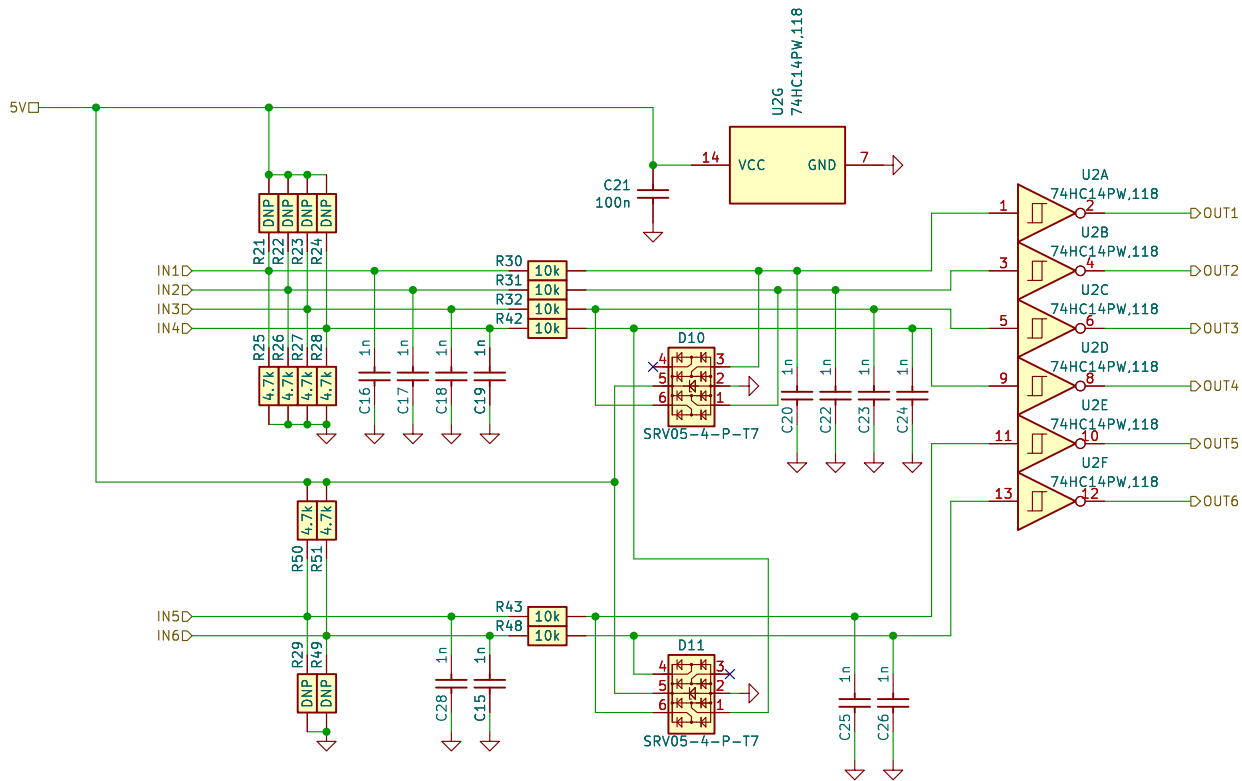 U2G
74HC14PW,118
5V
14
VCC
GND
7
C21
100n
U2A
74HC14PW,118
1
2
OUT1
U2B
74HC14PW,118
3
4
OUT2
U2C
74HC14PW,118
5
6
OUT3
U2D
74HC14PW,118
9
8
OUT4
U2E
74HC14PW,118
11
10
OUT5
U2F
74HC14PW,118
13
12
OUT6
DNP
DNP
DNP
DNP
R21
R22
R23
R24
IN1
IN2
IN3
IN4
R30
10k
R31
10k
R32
10k
R42
10k
R25
R26
R27
R28
4.7k
4.7k
4.7k
4.7k
1n
1n
1n
1n
C16
C17
C18
C19
D10
4
3
5
2
6
1
SRV05-4-P-T7
1n
1n
1n
1n
C20
C22
C23
C24
4.7k
4.7k
R50
R51
IN5
IN6
R43
10k
R48
10k
R29
R49
DNP
DNP
1n
1n
C28
C15
D11
4
3
5
2
6
1
SRV05-4-P-T7
1n
1n
C25
C26